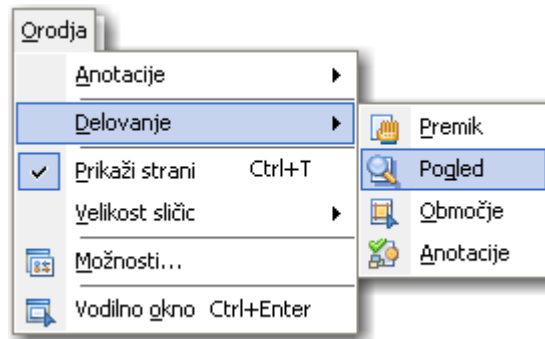 Orodja
Anotacije
Delovanje
Prikaži strani Ctrl+T
Velikost sličic
Možnosti...
Vodilno okno Ctrl+Enter
Premik
Pogled
Območje
Anotacije